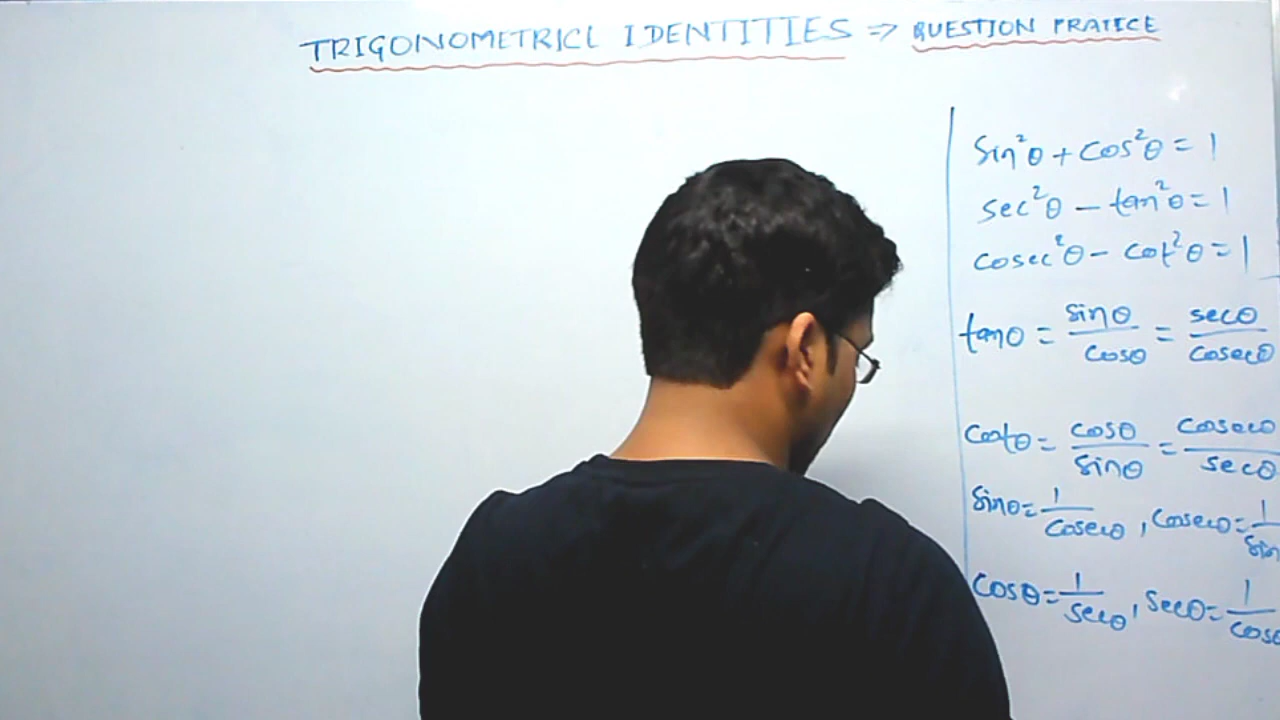 TRIGONOMETRICL IDENTITIES ⇒ QUESTION PRATICE
sin²θ + cos²θ = 1
sec²θ - tan²θ = 1
cosec²θ - cot²θ = 1
tanθ = sinθ/cosθ = secθ/cosecθ
cotθ = cosθ/sinθ = cosecθ/secθ
sinθ = 1/cosecθ, cosecθ = 1/sin
cosθ = 1/secθ, secθ = 1/cosθ